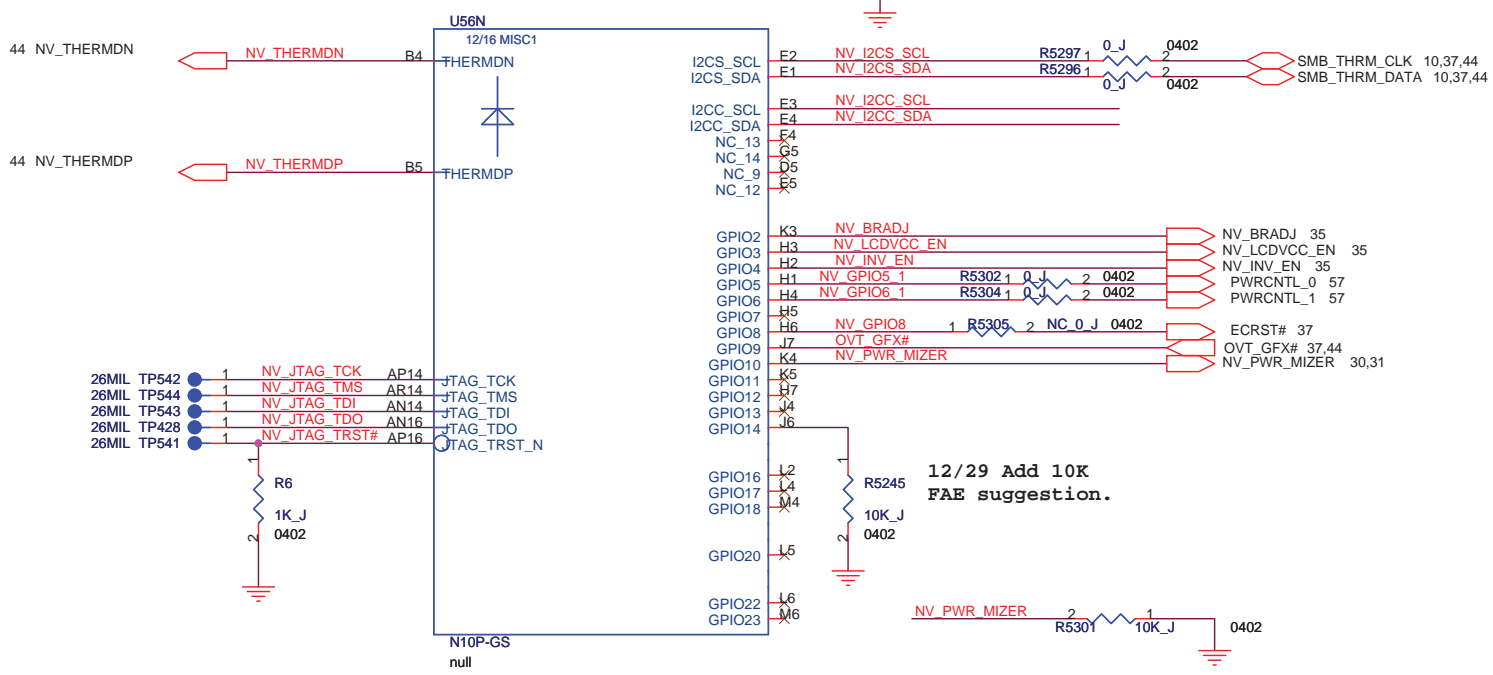 U56N
12/16 MISC1
44 NV_THERMDN
NV_THERMDN
B4
THERMDN
44 NV_THERMDP
NV_THERMDP
B5
THERMDP
I2CS_SCL E2 NV_I2CS_SCL R5297 1 0_J 2 0402 SMB_THRM_CLK 10,37,44
I2CS_SDA E1 NV_I2CS_SDA R5296 1 0_J 2 0402 SMB_THRM_DATA 10,37,44
I2CC_SCL E3 NV_I2CC_SCL
I2CC_SDA E4 NV_I2CC_SDA
NC_13 F4
NC_14 G5
NC_9 D5
NC_12 E5
GPIO2 K3 NV_BRADJ NV_BRADJ 35
GPIO3 H3 NV_LCDVCC_EN NV_LCDVCC_EN 35
GPIO4 H2 NV_INV_EN NV_INV_EN 35
GPIO5 H1 NV_GPIO5_1 R5302 1 0_J 2 0402 PWRCNTL_0 57
GPIO6 H4 NV_GPIO6_1 R5304 1 0_J 2 0402 PWRCNTL_1 57
GPIO7 H5
GPIO8 H6 NV_GPIO8 1 R5305 2 NC_0_J 0402 ECRST# 37
GPIO9 J7 OVT_GFX# OVT_GFX# 37,44
GPIO10 K4 NV_PWR_MIZER NV_PWR_MIZER 30,31
GPIO11 K5
GPIO12 H7
GPIO13 J4
GPIO14 J6
26MIL TP542 1 NV_JTAG_TCK AP14 JTAG_TCK
26MIL TP544 1 NV_JTAG_TMS AR14 JTAG_TMS
26MIL TP543 1 NV_JTAG_TDI AN14 JTAG_TDI
26MIL TP428 1 NV_JTAG_TDO AN16 JTAG_TDO
26MIL TP541 1 NV_JTAG_TRST# AP16 JTAG_TRST_N
1
R6
1K_J
2
0402
GPIO16 L2
GPIO17 L4
GPIO18 M4
GPIO20 L5
GPIO22 L6
GPIO23 M6
1
R5245
10K_J
2
0402
12/29 Add 10K
FAE suggestion.
NV_PWR_MIZER 2 1
R5301 10K_J 0402
N10P-GS
null